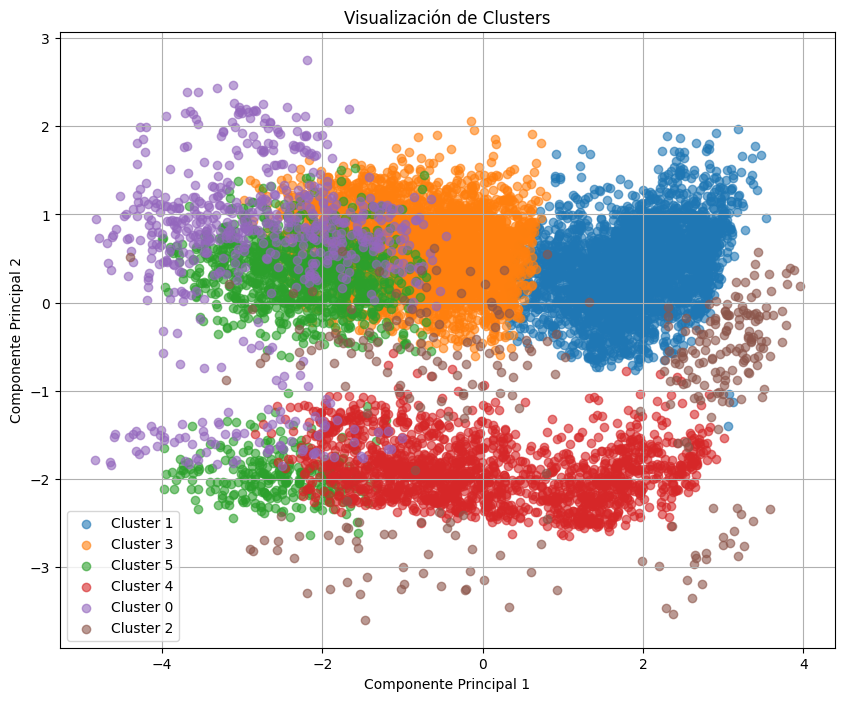 Visualización de Clusters
3
2
1
0
−1
−2
−3
Componente Principal 2
Cluster 1
Cluster 3
Cluster 5
Cluster 4
Cluster 0
Cluster 2
−4 −2 0 2 4
Componente Principal 1